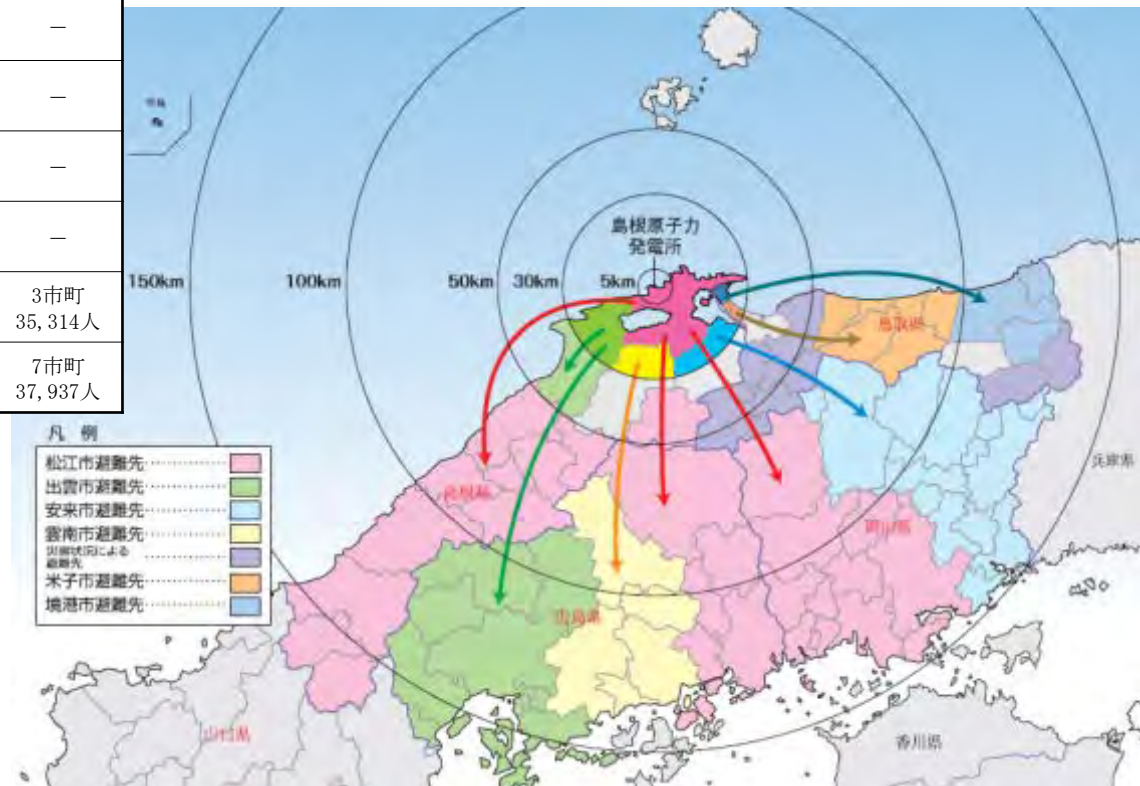 －
－
－
－
3市町
35,314人
7市町
37,937人
島根原子力
発電所
150km
100km
50km
30km
5km
鳥取県
兵庫県
島根県
岡山県
広島県
山口県
香川県
凡 例
松江市避難先
出雲市避難先
安来市避難先
雲南市避難先
災害状況による
避難先
米子市避難先
境港市避難先